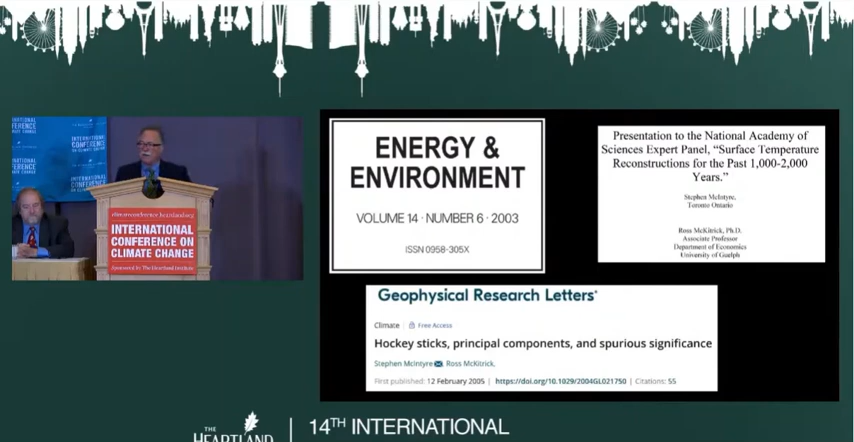 NATIONAL
INTERNATIONAL
CONFERENCE
ON CLIMATE CHANGE
climateconference.heartland.org
INTERNATIONAL
CONFERENCE ON
CLIMATE CHANGE
Sponsored by The Heartland Institute
ENERGY &
ENVIRONMENT
VOLUME 14 · NUMBER 6 · 2003
ISSN 0958-305X
Presentation to the National Academy of
Sciences Expert Panel, “Surface Temperature
Reconstructions for the Past 1,000-2,000
Years.”
Stephen McIntyre,
Toronto Ontario
Ross McKitrick, Ph.D.
Associate Professor
Department of Economics
University of Guelph
Geophysical Research Letters
Climate | Free Access
Hockey sticks, principal components, and spurious significance
Stephen McIntyre, Ross McKitrick,
First published: 12 February 2005 | https://doi.org/10.1029/2004GL021750 | Citations: 55
THE
HEARTLAND
14TH INTERNATIONAL